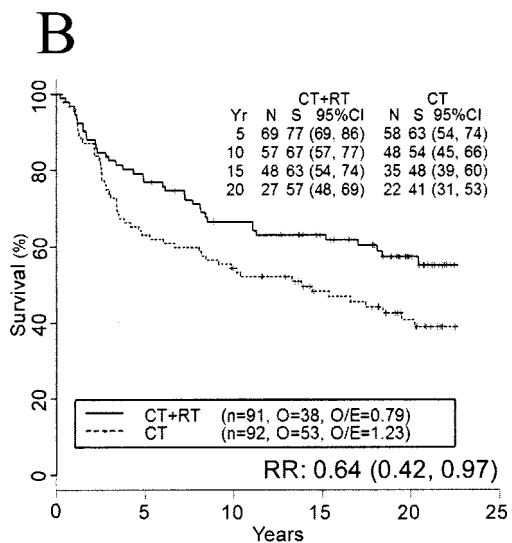 B
CT+RT CT
Yr N S 95%CI N S 95%CI
5 69 77 (69, 86) 58 63 (54, 74)
10 57 67 (57, 77) 48 54 (45, 66)
15 48 63 (54, 74) 35 48 (39, 60)
20 27 57 (48, 69) 22 41 (31, 53)
Survival (%)
100
80
60
40
20
0
CT+RT (n=91, O=38, O/E=0.79)
CT (n=92, O=53, O/E=1.23)
RR: 0.64 (0.42, 0.97)
0 5 10 15 20 25
Years